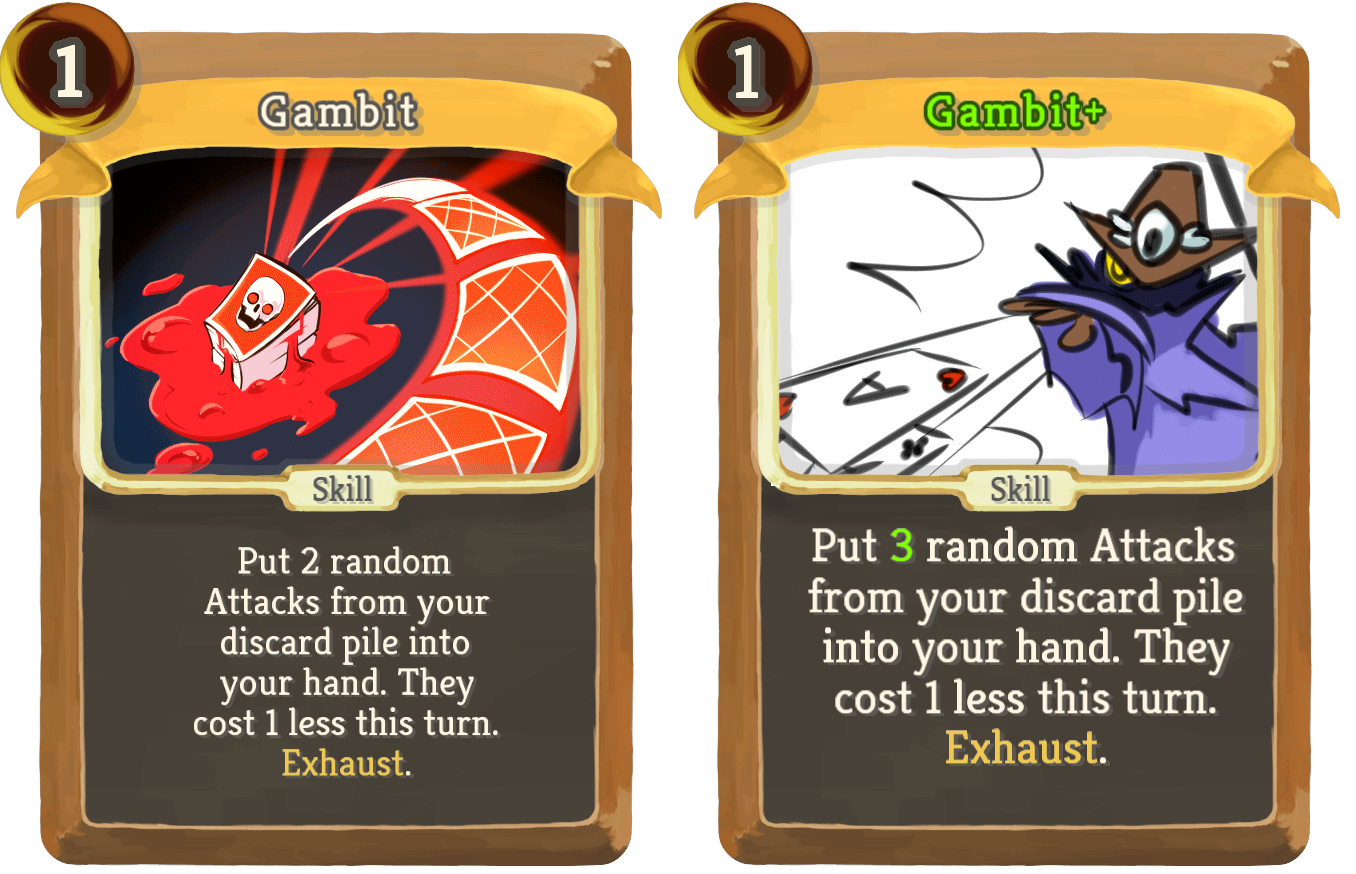 1
Gambit
Skill
Put 2 random
Attacks from your
discard pile into
your hand. They
cost 1 less this turn.
Exhaust.
1
Gambit+
A
Skill
Put 3 random Attacks
from your discard pile
into your hand. They
cost 1 less this turn.
Exhaust.